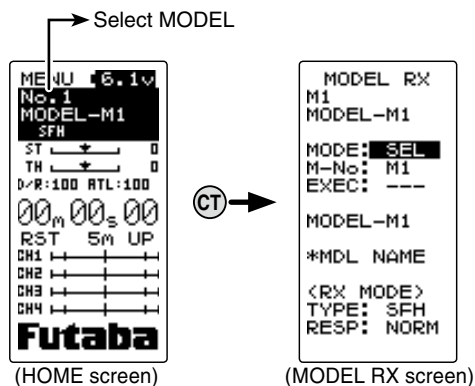 Select MODEL
MENU 6.1v
No.1
MODEL-M1
SFH
ST 0
TH 0
D/R:100 ATL:100
00m 00s 00
RST 5m UP
CH1
CH2
CH3
CH4
Futaba
(HOME screen)
CT
MODEL RX
M1
MODEL-M1
MODE: SEL
M-No: M1
EXEC: ---
MODEL-M1
*MDL NAME
<RX MODE>
TYPE: SFH
RESP: NORM
(MODEL RX screen)